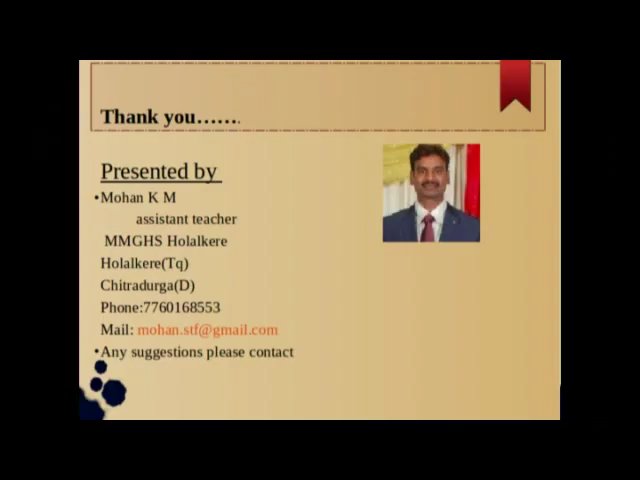 Thank you…….
Presented by
•Mohan K M
assistant teacher
MMGHS Holalkere
Holalkere(Tq)
Chitradurga(D)
Phone:7760168553
Mail: mohan.stf@gmail.com
•Any suggestions please contact